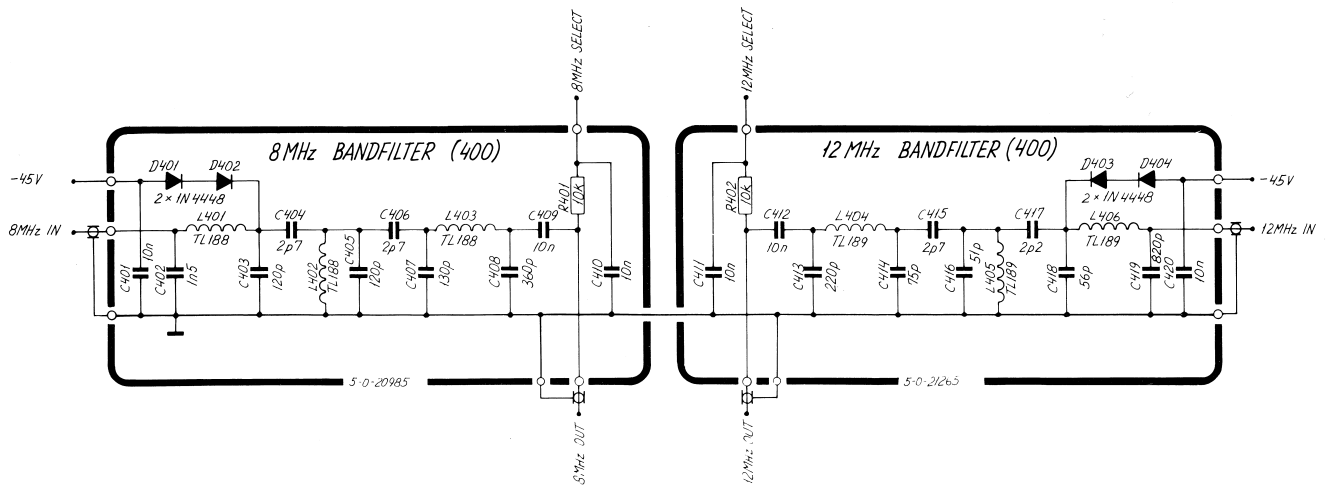 8MHz SELECT
12MHz SELECT
8MHz BANDFILTER (400)
12MHz BANDFILTER (400)
-45V
D401
D402
2 x 1N4448
8MHz IN
L401
TL188
C404
2p7
C406
2p7
L403
TL188
C409
10n
R401
10k
C401
10n
C402
1n5
C403
120p
L402
TL188
C405
120p
C407
130p
C408
360p
C410
10n
5-0-20985
8MHz OUT
D403
D404
2 x 1N4448
-45V
R402
10k
C412
10n
L404
TL189
C415
2p7
C417
2p2
L406
TL189
12MHz IN
C411
10n
C413
220p
C414
75p
C416
51p
L405
TL189
C418
56p
C419
820p
C420
10n
5-0-21265
12MHz OUT